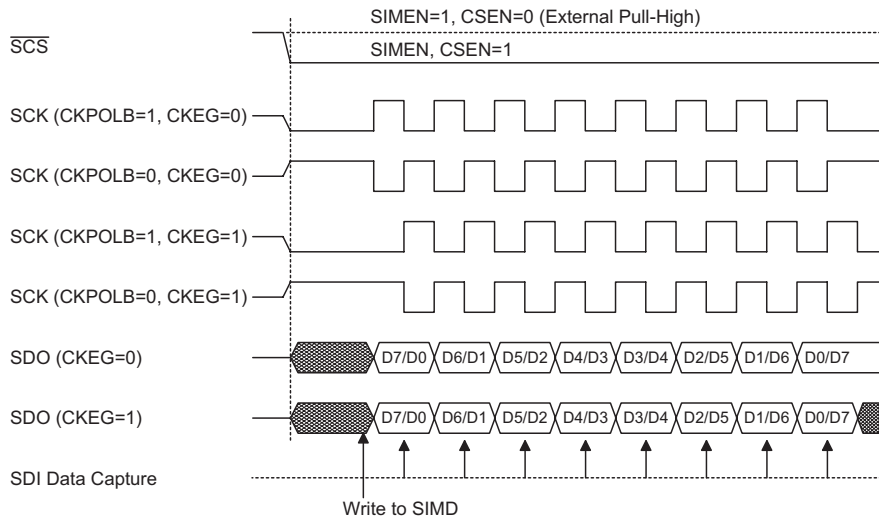 SIMEN=1, CSEN=0 (External Pull-High)
SCS
SIMEN, CSEN=1
SCK (CKPOLB=1, CKEG=0)
SCK (CKPOLB=0, CKEG=0)
SCK (CKPOLB=1, CKEG=1)
SCK (CKPOLB=0, CKEG=1)
SDO (CKEG=0) D7/D0 D6/D1 D5/D2 D4/D3 D3/D4 D2/D5 D1/D6 D0/D7
SDO (CKEG=1) D7/D0 D6/D1 D5/D2 D4/D3 D3/D4 D2/D5 D1/D6 D0/D7
SDI Data Capture
Write to SIMD